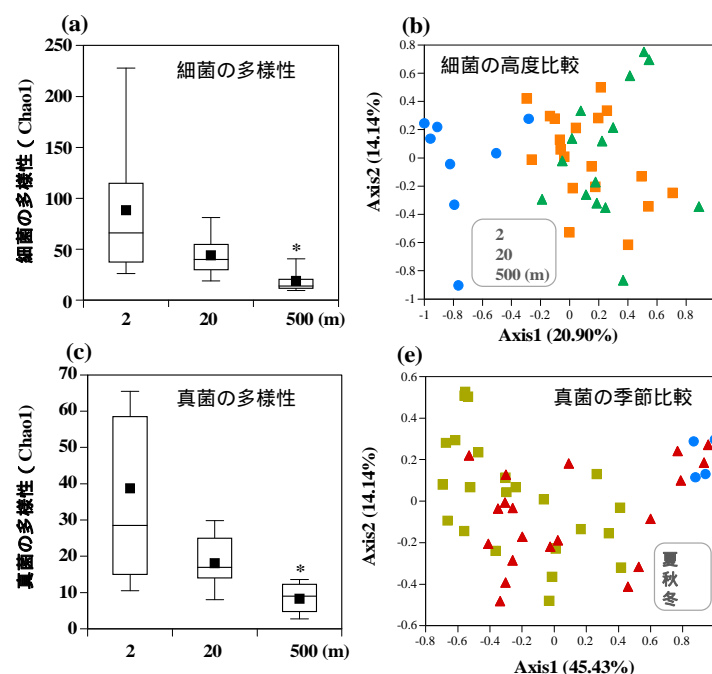 (a)
細菌の多様性
細菌の多様性 ( Chao1)
300
250
200
150
100
50
0
*
2 20 500 (m)
(b)
細菌の高度比較
Axis2 (14.14%)
0.8
0.6
0.4
0.2
0
-0.2
-0.4
-0.6
-0.8
-1
2
20
500 (m)
-1 -0.8 -0.6 -0.4 -0.2 0 0.2 0.4 0.6 0.8
Axis1 (20.90%)
(c)
真菌の多様性
真菌の多様性 ( Chao1)
70
60
50
40
30
20
10
0
*
2 20 500 (m)
(e)
真菌の季節比較
Axis2 (14.14%)
0.6
0.4
0.2
0
-0.2
-0.4
-0.6
夏
秋
冬
-0.8 -0.6 -0.4 -0.2 0 0.2 0.4 0.6 0.8
Axis1 (45.43%)